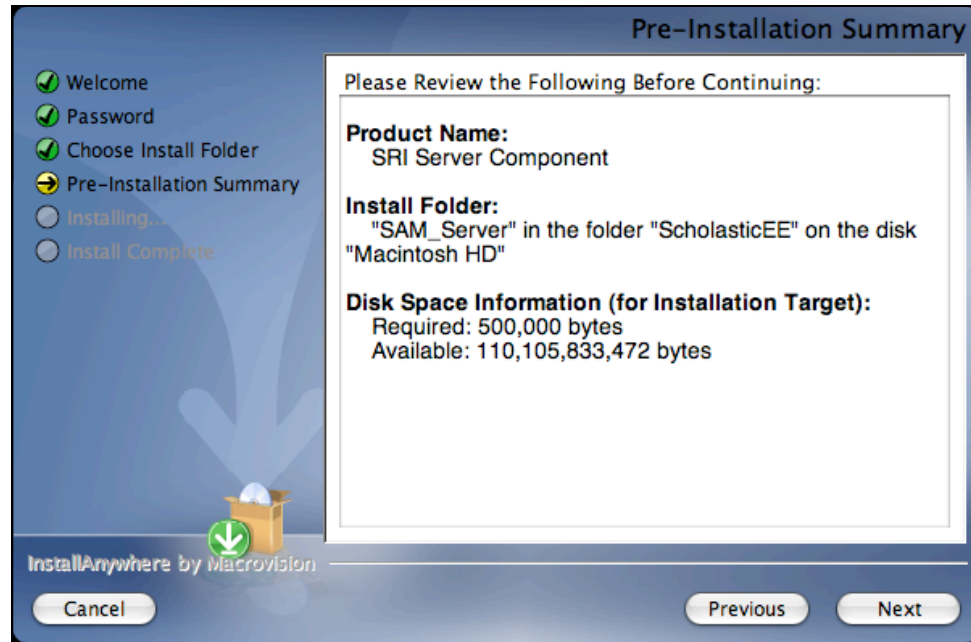 Pre-Installation Summary
Welcome
Password
Choose Install Folder
Pre-Installation Summary
Installing...
Install Complete
Please Review the Following Before Continuing:
Product Name:
SRI Server Component
Install Folder:
"SAM_Server" in the folder "ScholasticEE" on the disk
"Macintosh HD"
Disk Space Information (for Installation Target):
Required: 500,000 bytes
Available: 110,105,833,472 bytes
InstallAnywhere by Macrovision
Cancel
Previous
Next